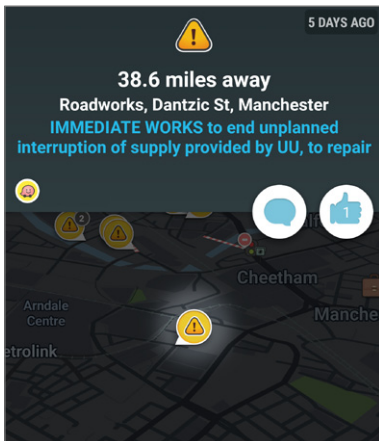 5 DAYS AGO
38.6 miles away
Roadworks, Dantzic St, Manchester
IMMEDIATE WORKS to end unplanned
interruption of supply provided by UU, to repair
1
2
Cheetham
Arndale
Centre
Manche
etrolink